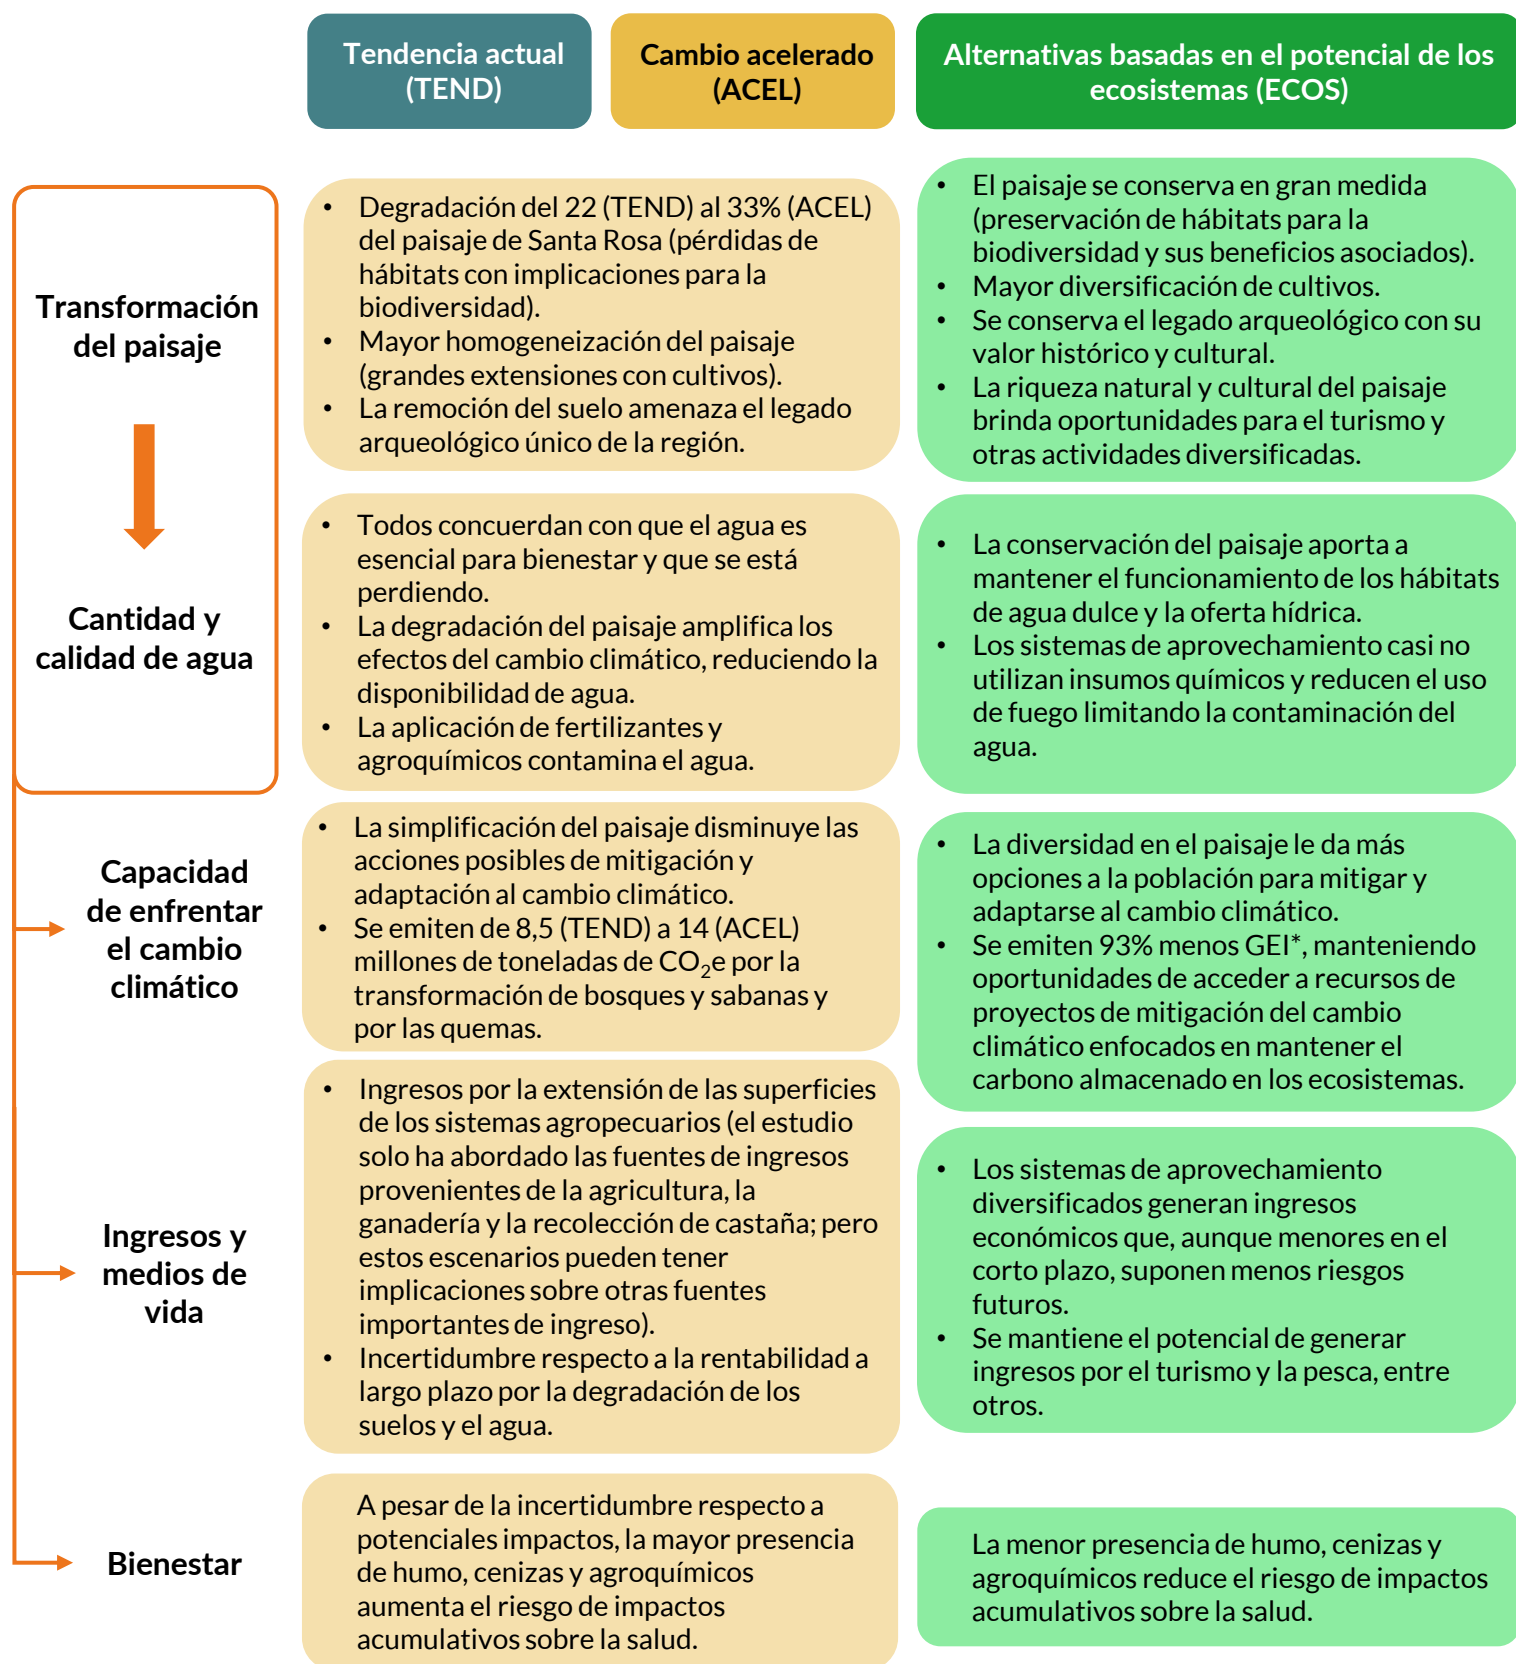 Tendencia actual
(TEND)
Cambio acelerado
(ACEL)
Alternativas basadas en el potencial de los
ecosistemas (ECOS)
Transformación
del paisaje
• Degradación del 22 (TEND) al 33% (ACEL)
del paisaje de Santa Rosa (pérdidas de
hábitats con implicaciones para la
biodiversidad).
• Mayor homogeneización del paisaje
(grandes extensiones con cultivos).
• La remoción del suelo amenaza el legado
arqueológico único de la región.
• El paisaje se conserva en gran medida
(preservación de hábitats para la
biodiversidad y sus beneficios asociados).
• Mayor diversificación de cultivos.
• Se conserva el legado arqueológico con su
valor histórico y cultural.
• La riqueza natural y cultural del paisaje
brinda oportunidades para el turismo y
otras actividades diversificadas.
Cantidad y
calidad de agua
• Todos concuerdan con que el agua es
esencial para bienestar y que se está
perdiendo.
• La degradación del paisaje amplifica los
efectos del cambio climático, reduciendo la
disponibilidad de agua.
• La aplicación de fertilizantes y
agroquímicos contamina el agua.
• La conservación del paisaje aporta a
mantener el funcionamiento de los hábitats
de agua dulce y la oferta hídrica.
• Los sistemas de aprovechamiento casi no
utilizan insumos químicos y reducen el uso
de fuego limitando la contaminación del
agua.
Capacidad
de enfrentar
el cambio
climático
• La simplificación del paisaje disminuye las
acciones posibles de mitigación y
adaptación al cambio climático.
• Se emiten de 8,5 (TEND) a 14 (ACEL)
millones de toneladas de CO₂e por la
transformación de bosques y sabanas y
por las quemas.
• La diversidad en el paisaje le da más
opciones a la población para mitigar y
adaptarse al cambio climático.
• Se emiten 93% menos GEI*, manteniendo
oportunidades de acceder a recursos de
proyectos de mitigación del cambio
climático enfocados en mantener el
carbono almacenado en los ecosistemas.
Ingresos y
medios de
vida
• Ingresos por la extensión de las superficies
de los sistemas agropecuarios (el estudio
solo ha abordado las fuentes de ingresos
provenientes de la agricultura, la
ganadería y la recolección de castaña; pero
estos escenarios pueden tener
implicaciones sobre otras fuentes
importantes de ingreso).
• Incertidumbre respecto a la rentabilidad a
largo plazo por la degradación de los
suelos y el agua.
• Los sistemas de aprovechamiento
diversificados generan ingresos
económicos que, aunque menores en el
corto plazo, suponen menos riesgos
futuros.
• Se mantiene el potencial de generar
ingresos por el turismo y la pesca, entre
otros.
Bienestar
A pesar de la incertidumbre respecto a
potenciales impactos, la mayor presencia
de humo, cenizas y agroquímicos
aumenta el riesgo de impactos
acumulativos sobre la salud.
La menor presencia de humo, cenizas y
agroquímicos reduce el riesgo de impactos
acumulativos sobre la salud.